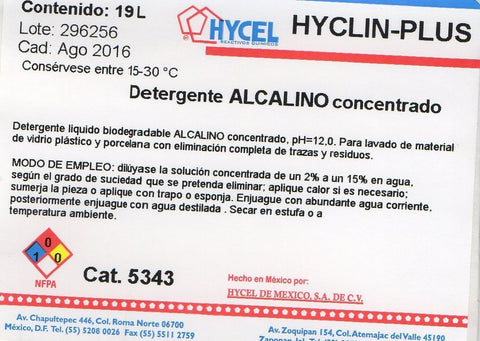 Contenido: 19 L
Lote: 296256
Cad: Ago 2016
Consérvese entre 15-30 °C
HYCEL
REACTIVOS QUIMICOS
HYCLIN-PLUS
Detergente ALCALINO concentrado
Detergente liquido biodegradable ALCALINO concentrado, pH=12,0. Para lavado de material
de vidrio plástico y porcelana con eliminación completa de trazas y residuos.
MODO DE EMPLEO: dilúyase la solución concentrada de un 2% a un 15% en agua,
según el grado de suciedad que se pretenda eliminar; aplique calor si es necesario;
sumerja la pieza o aplique con trapo o esponja. Enjuague con abundante agua corriente,
posteriormente enjuague con agua destilada . Secar en estufa o a
temperatura ambiente.
0
1 0
NFPA
Cat. 5343
Hecho en México por:
HYCEL DE MEXICO, S.A. DE C.V.
Av. Chapultepec 446, Col. Roma Norte 06700
México, D.F. Tel. (55) 5208 0026 Fax (55) 5511 2759
Av. Zoquipan 154, Col.Atemajac del Valle 45190